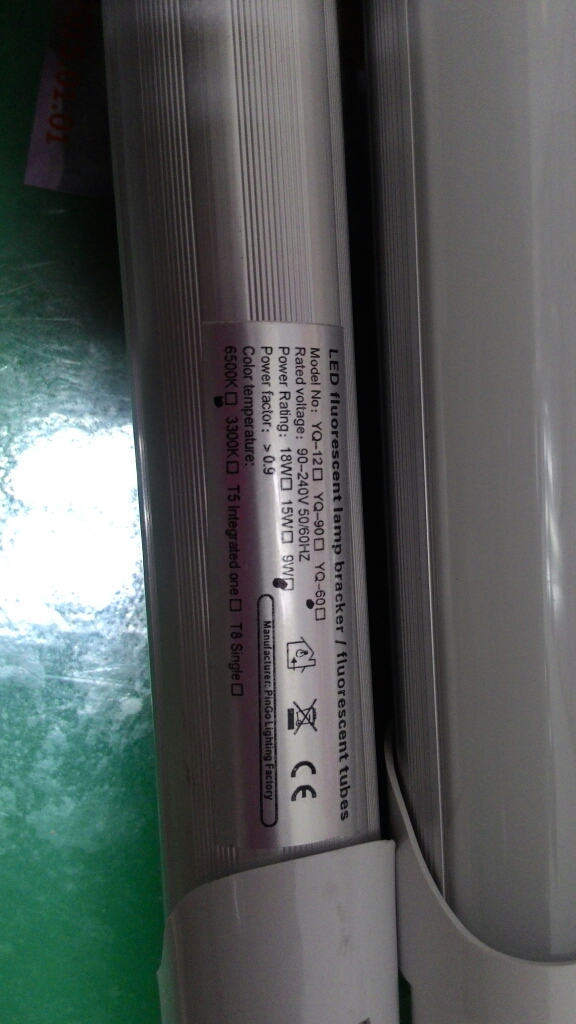 LED fluorescent lamp bracker / fluorescent tubes
Model No: YQ-12□ YQ-90□ YQ-60□
Rated voltage: 90-240V 50/60HZ
Power Rating: 18W□ 15W□ 9W□
Power factor: >0.9
Color temperature:
6500K□ 3300K□ T5 Integrated one□ T8 Single□
CE
Manufacturer: PinGo Lighting Factory